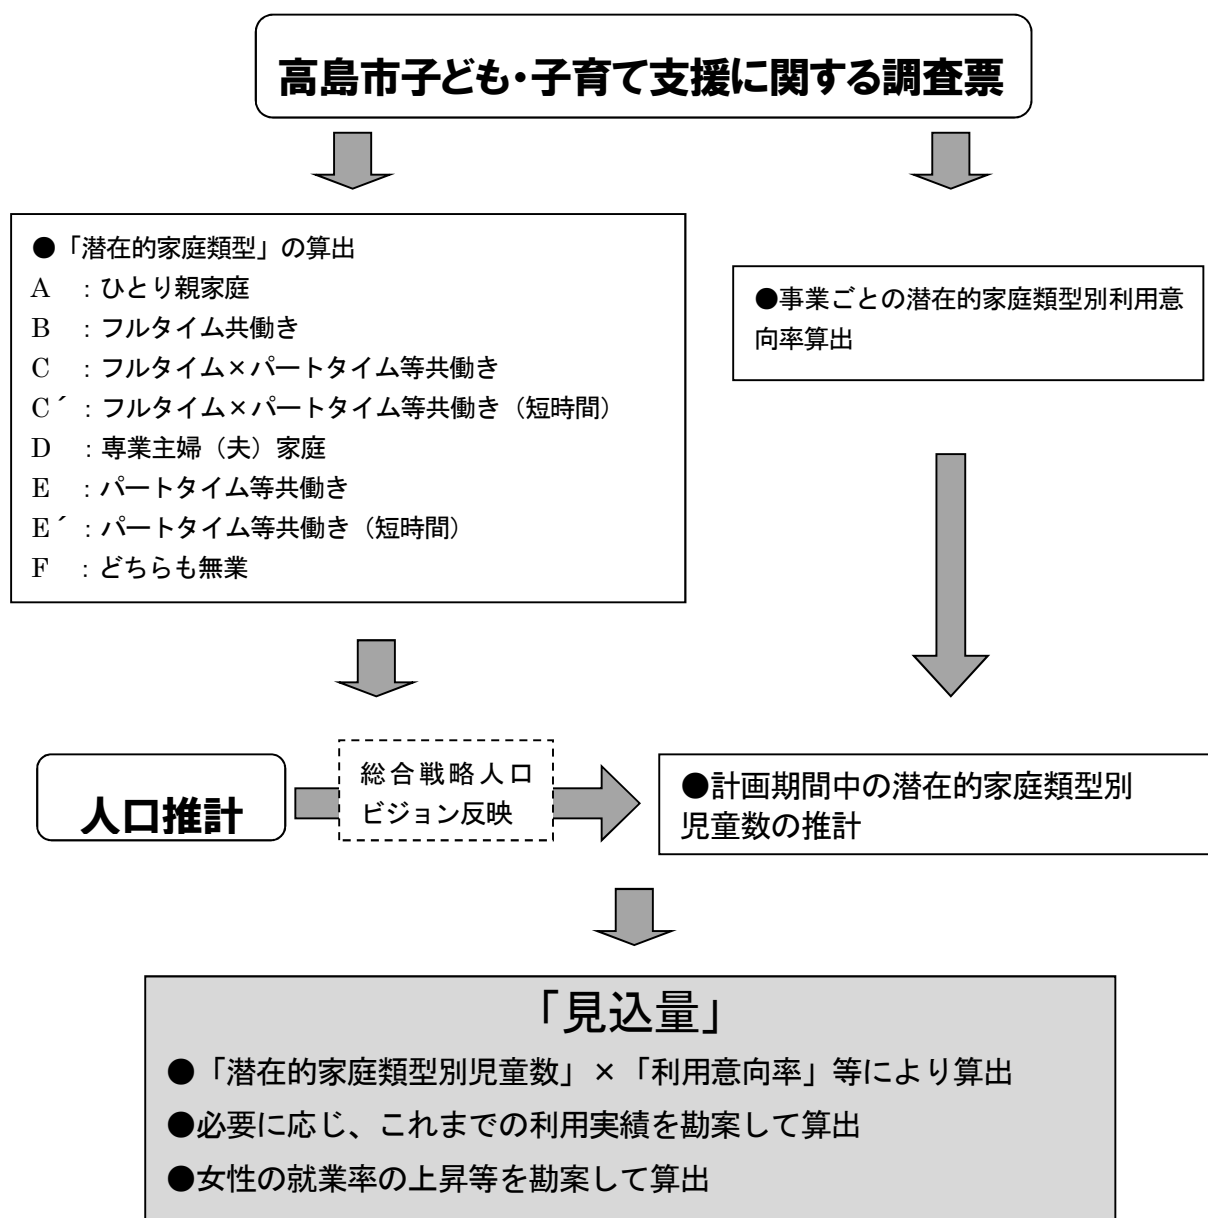 高島市子ども・子育て支援に関する調査票
●「潜在的家庭類型」の算出
A ：ひとり親家庭
B ：フルタイム共働き
C ：フルタイム×パートタイム等共働き
C´：フルタイム×パートタイム等共働き（短時間）
D ：専業主婦（夫）家庭
E ：パートタイム等共働き
E´：パートタイム等共働き（短時間）
F ：どちらも無業
●事業ごとの潜在的家庭類型別利用意
向率算出
人口推計
総合戦略人口
ビジョン反映
●計画期間中の潜在的家庭類型別
児童数の推計
「見込量」
●「潜在的家庭類型別児童数」×「利用意向率」等により算出
●必要に応じ、これまでの利用実績を勘案して算出
●女性の就業率の上昇等を勘案して算出